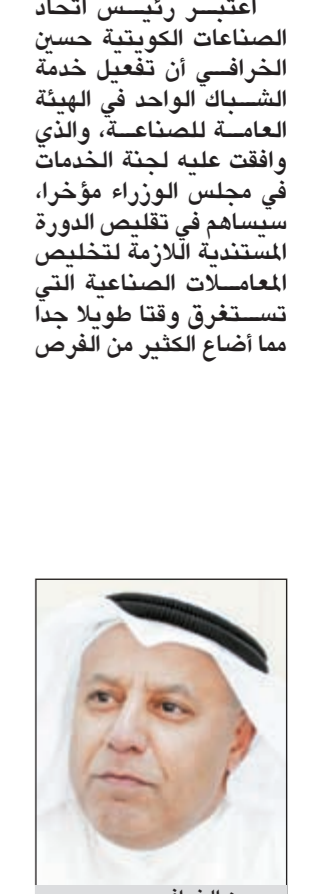 اعتبر رئيس اتحاد
الصناعات الكويتية حسين
الخرافي أن تفعيل خدمة
الشباك الواحد في الهيئة
العامة للصناعة، والذي
وافقت عليه لجنة الخدمات
في مجلس الوزراء مؤخرا،
سيساهم في تقليص الدورة
المستندية اللازمة لتخليص
المعاملات الصناعية التي
تستغرق وقتا طويلا جدا
مما أضاع الكثير من الفرص